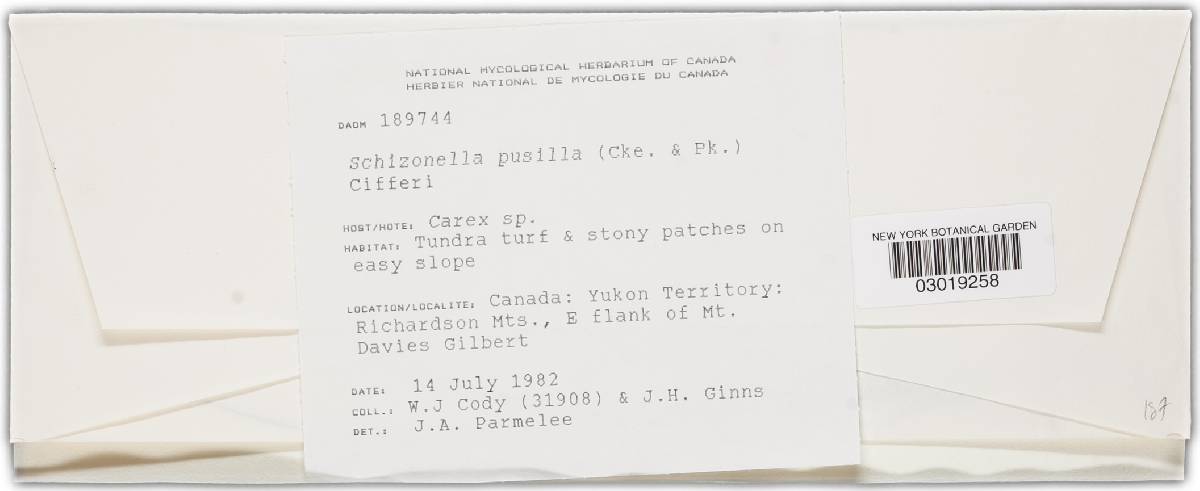 NATIONAL MYCOLOGICAL HERBARIUM OF CANADA
HERBIER NATIONAL DE MYCOLOGIE DU CANADA
DAOM 189744
Schizonella pusilla (Cke. & Pk.)
Cifferi
HOST/HOTE: Carex sp.
HABITAT: Tundra turf & stony patches on
easy slope
LOCATION/LOCALITE: Canada: Yukon Territory:
Richardson Mts., E flank of Mt.
Davies Gilbert
DATE: 14 July 1982
COLL.: W.J Cody (31908) & J.H. Ginns
DET.: J.A. Parmelee
NEW YORK BOTANICAL GARDEN
03019258